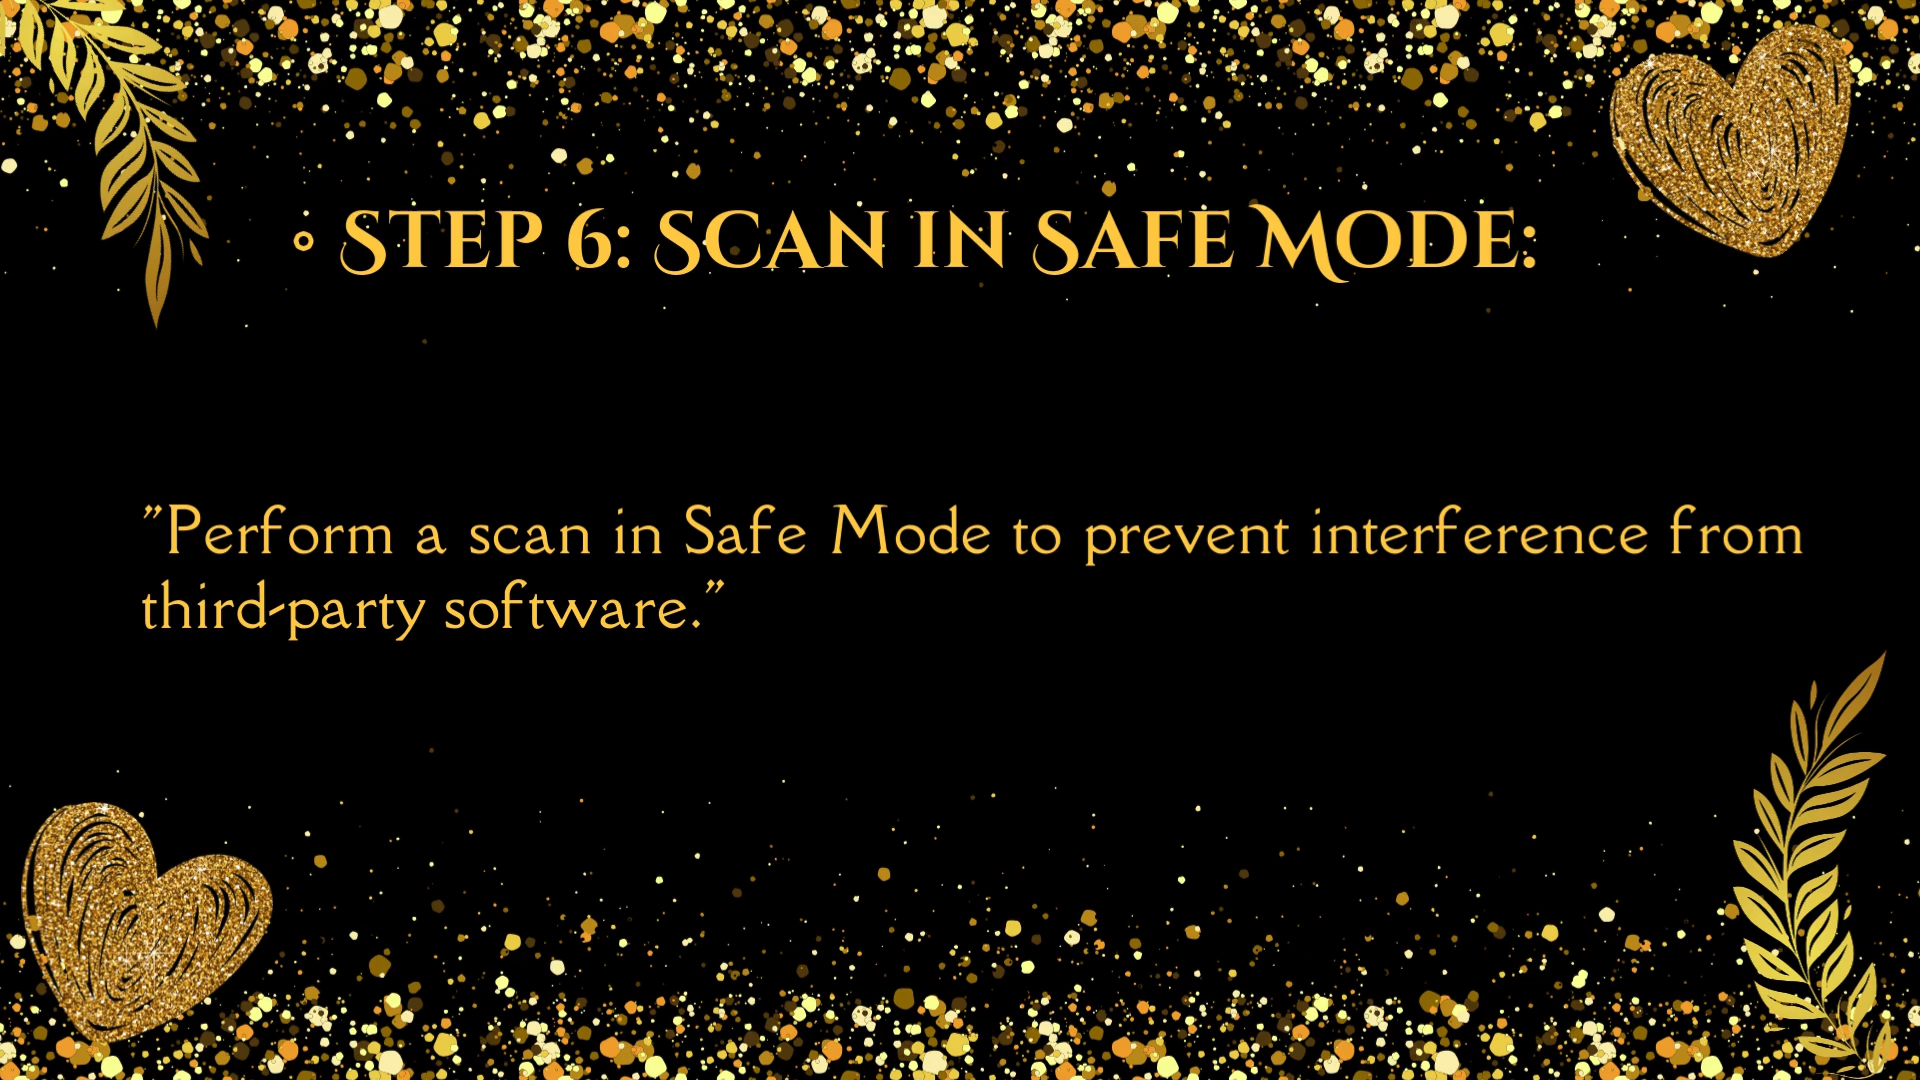 ° Step 6: Scan in Safe Mode:
"Perform a scan in Safe Mode to prevent interference from
third-party software."